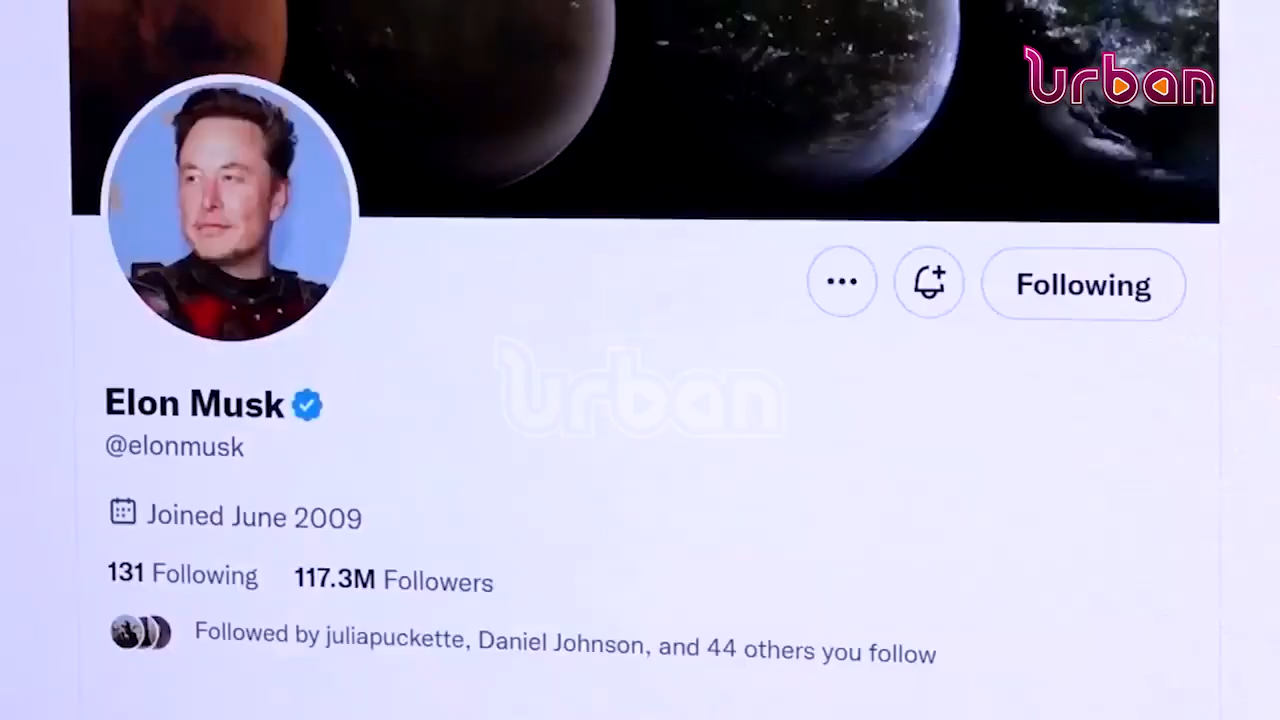 Urban
Following
Urban
Elon Musk
@elonmusk
Joined June 2009
131 Following 117.3M Followers
Followed by juliapuckette, Daniel Johnson, and 44 others you follow